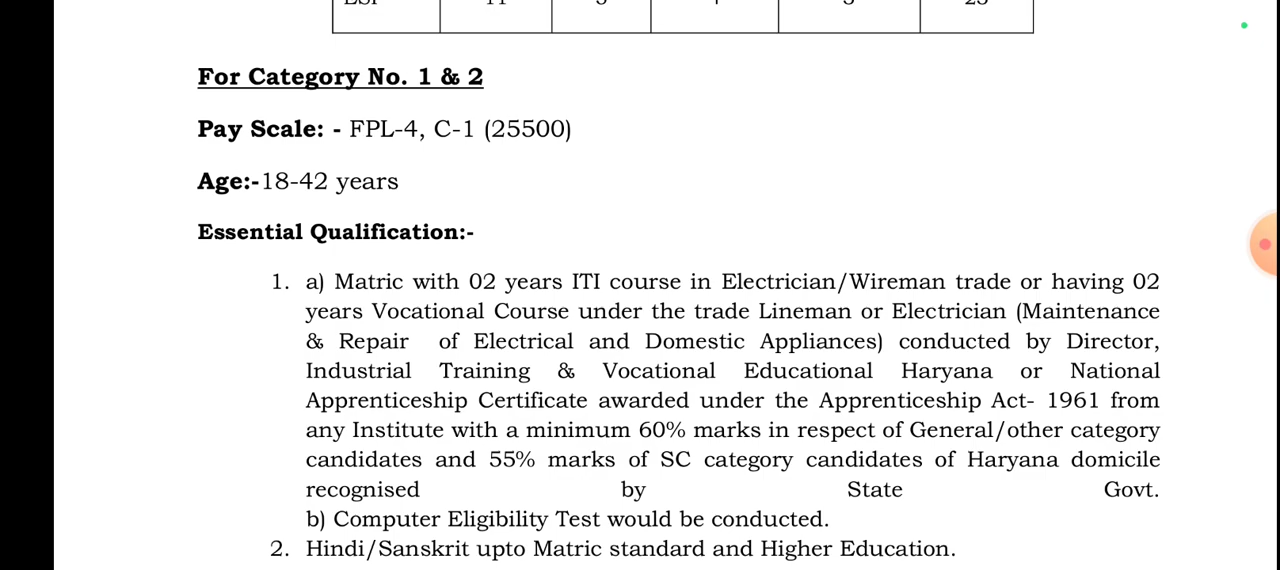 For Category No. 1 & 2
Pay Scale: - FPL-4, C-1 (25500)
Age:-18-42 years
Essential Qualification:-
1. a) Matric with 02 years ITI course in Electrician/Wireman trade or having 02
years Vocational Course under the trade Lineman or Electrician (Maintenance
& Repair of Electrical and Domestic Appliances) conducted by Director,
Industrial Training & Vocational Educational Haryana or National
Apprenticeship Certificate awarded under the Apprenticeship Act- 1961 from
any Institute with a minimum 60% marks in respect of General/other category
candidates and 55% marks of SC category candidates of Haryana domicile
recognised by State Govt.
b) Computer Eligibility Test would be conducted.
2. Hindi/Sanskrit upto Matric standard and Higher Education.